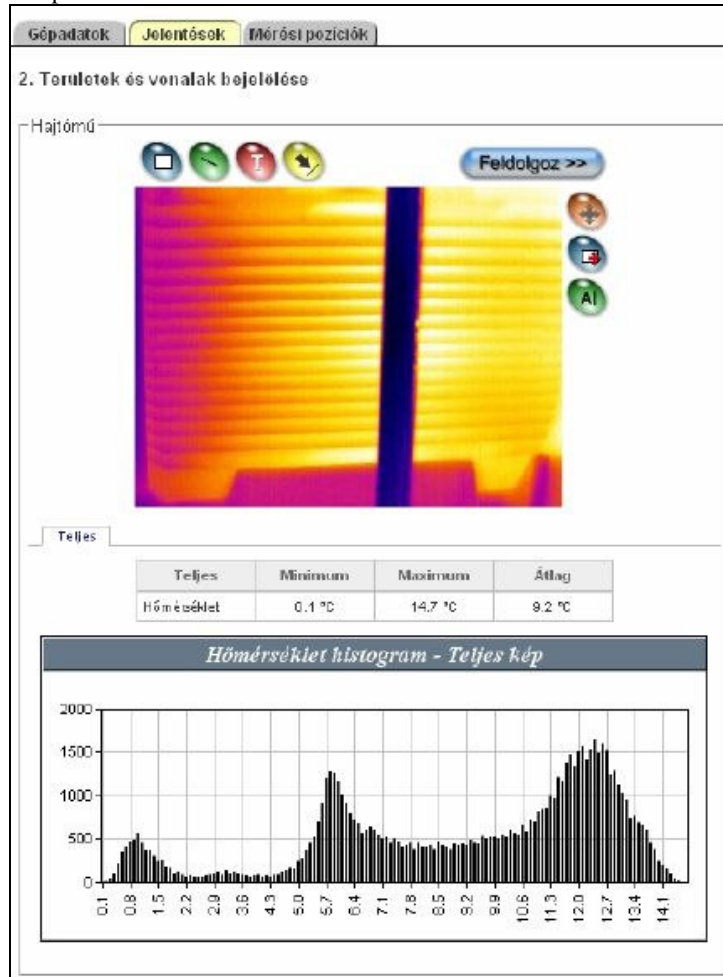 Gépadatok Jelentések Mérési pozíciók
2. Területek és vonalak bejelölése
Hajtómű
T Feldolgoz >>
A
Teljes
Teljes Minimum Maximum Átlag
Hőmérséklet 0.1 °C 14.7 °C 9.2 °C
Hőmérséklet histogram - Teljes kép
2000
1500
1000
500
0
0.1 0.8 1.5 2.2 2.9 3.6 4.3 5.0 5.7 6.4 7.1 7.8 8.5 9.2 9.9 10.6 11.3 12.0 12.7 13.4 14.1